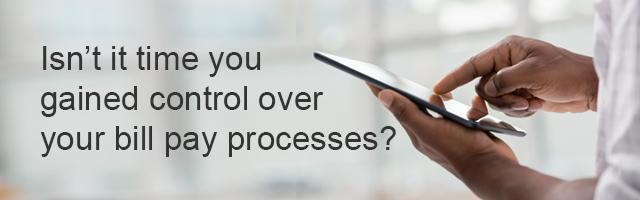 Isn’t it time you
gained control over
your bill pay processes?